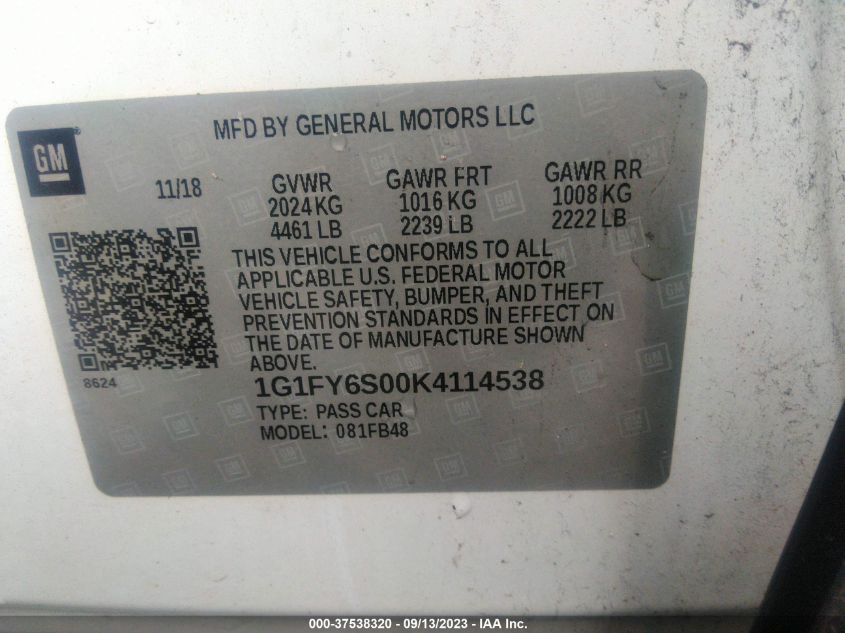 MFD BY GENERAL MOTORS LLC
GM
11/18
GVWR
2024 KG
4461 LB
GAWR FRT
1016 KG
2239 LB
GAWR RR
1008 KG
2222 LB
THIS VEHICLE CONFORMS TO ALL
APPLICABLE U.S. FEDERAL MOTOR
VEHICLE SAFETY, BUMPER, AND THEFT
PREVENTION STANDARDS IN EFFECT ON
THE DATE OF MANUFACTURE SHOWN
ABOVE.
8624
1G1FY6S00K4114538
TYPE: PASS CAR
MODEL: 081FB48
000-37538320 - 09/13/2023 - IAA Inc.